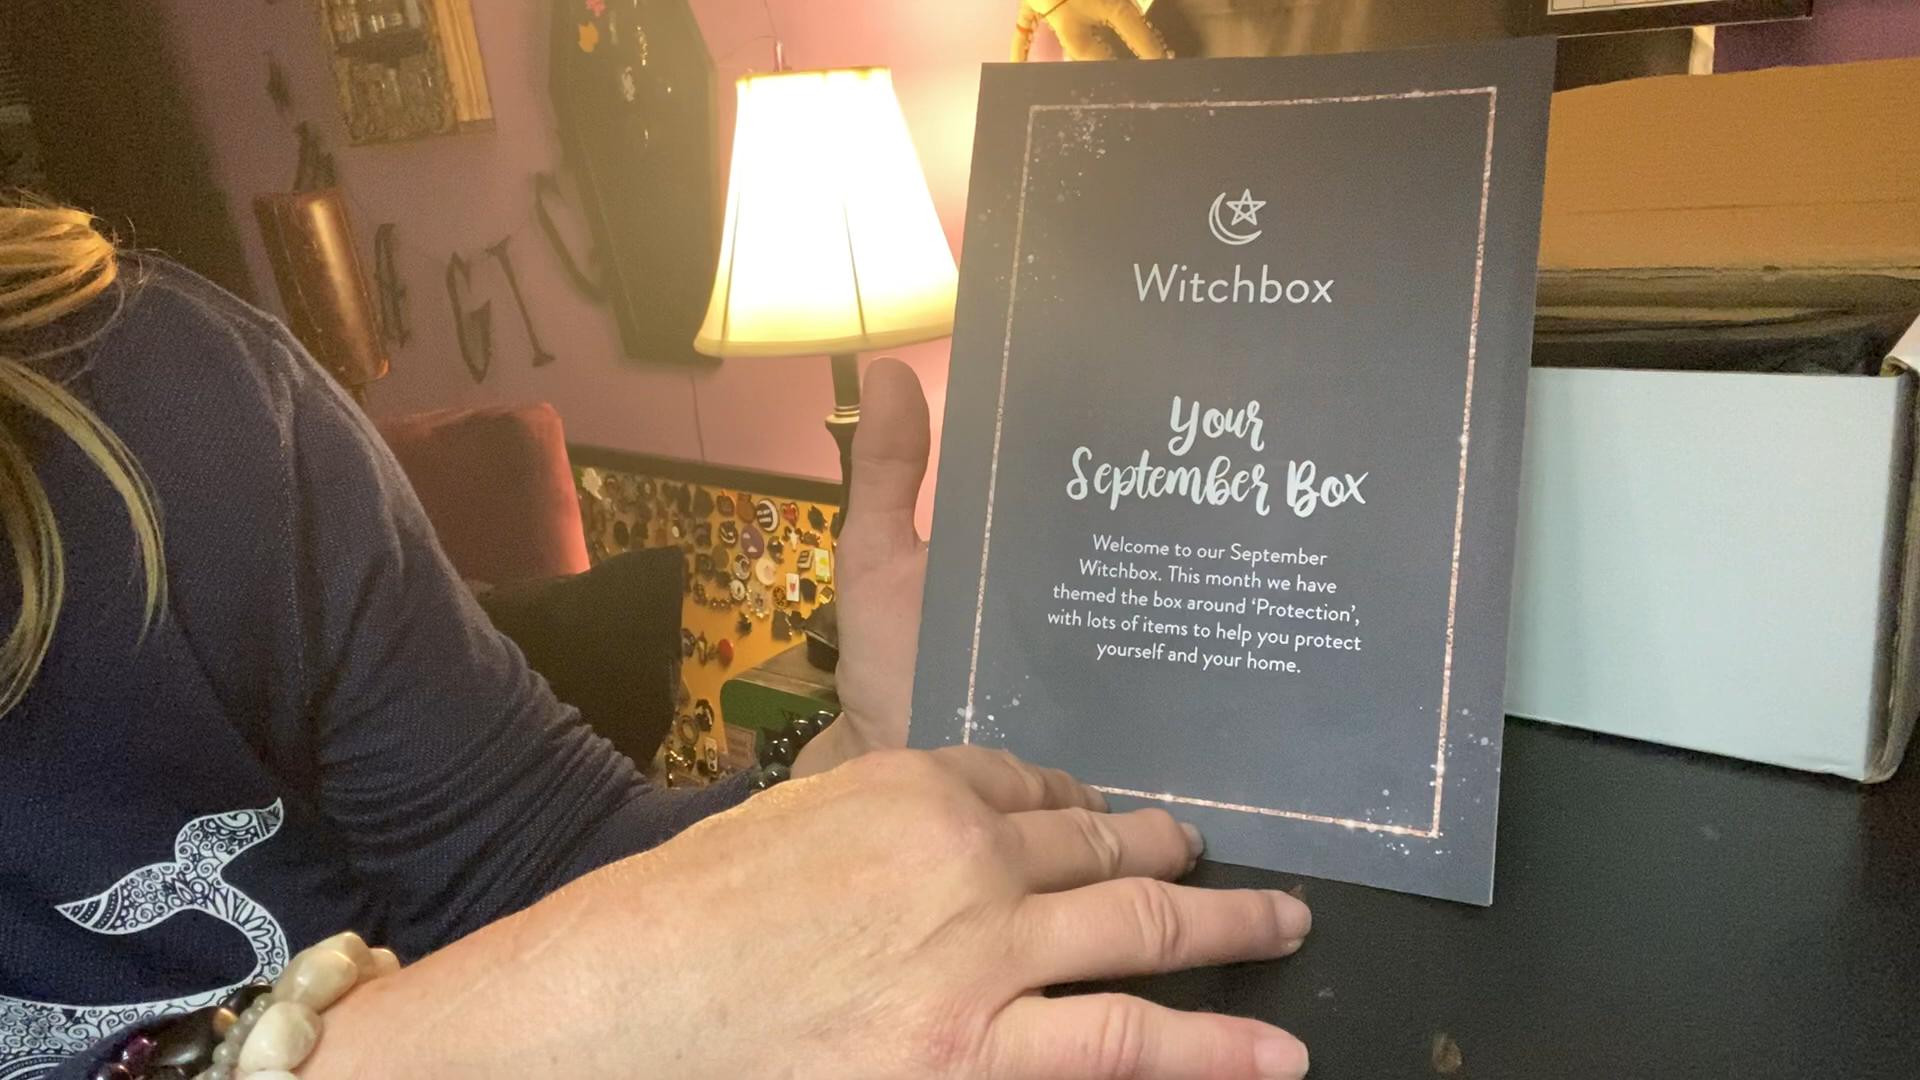 Witchbox
Your
September Box
Welcome to our September
Witchbox. This month we have
themed the box around ‘Protection’,
with lots of items to help you protect
yourself and your home.
AGIC